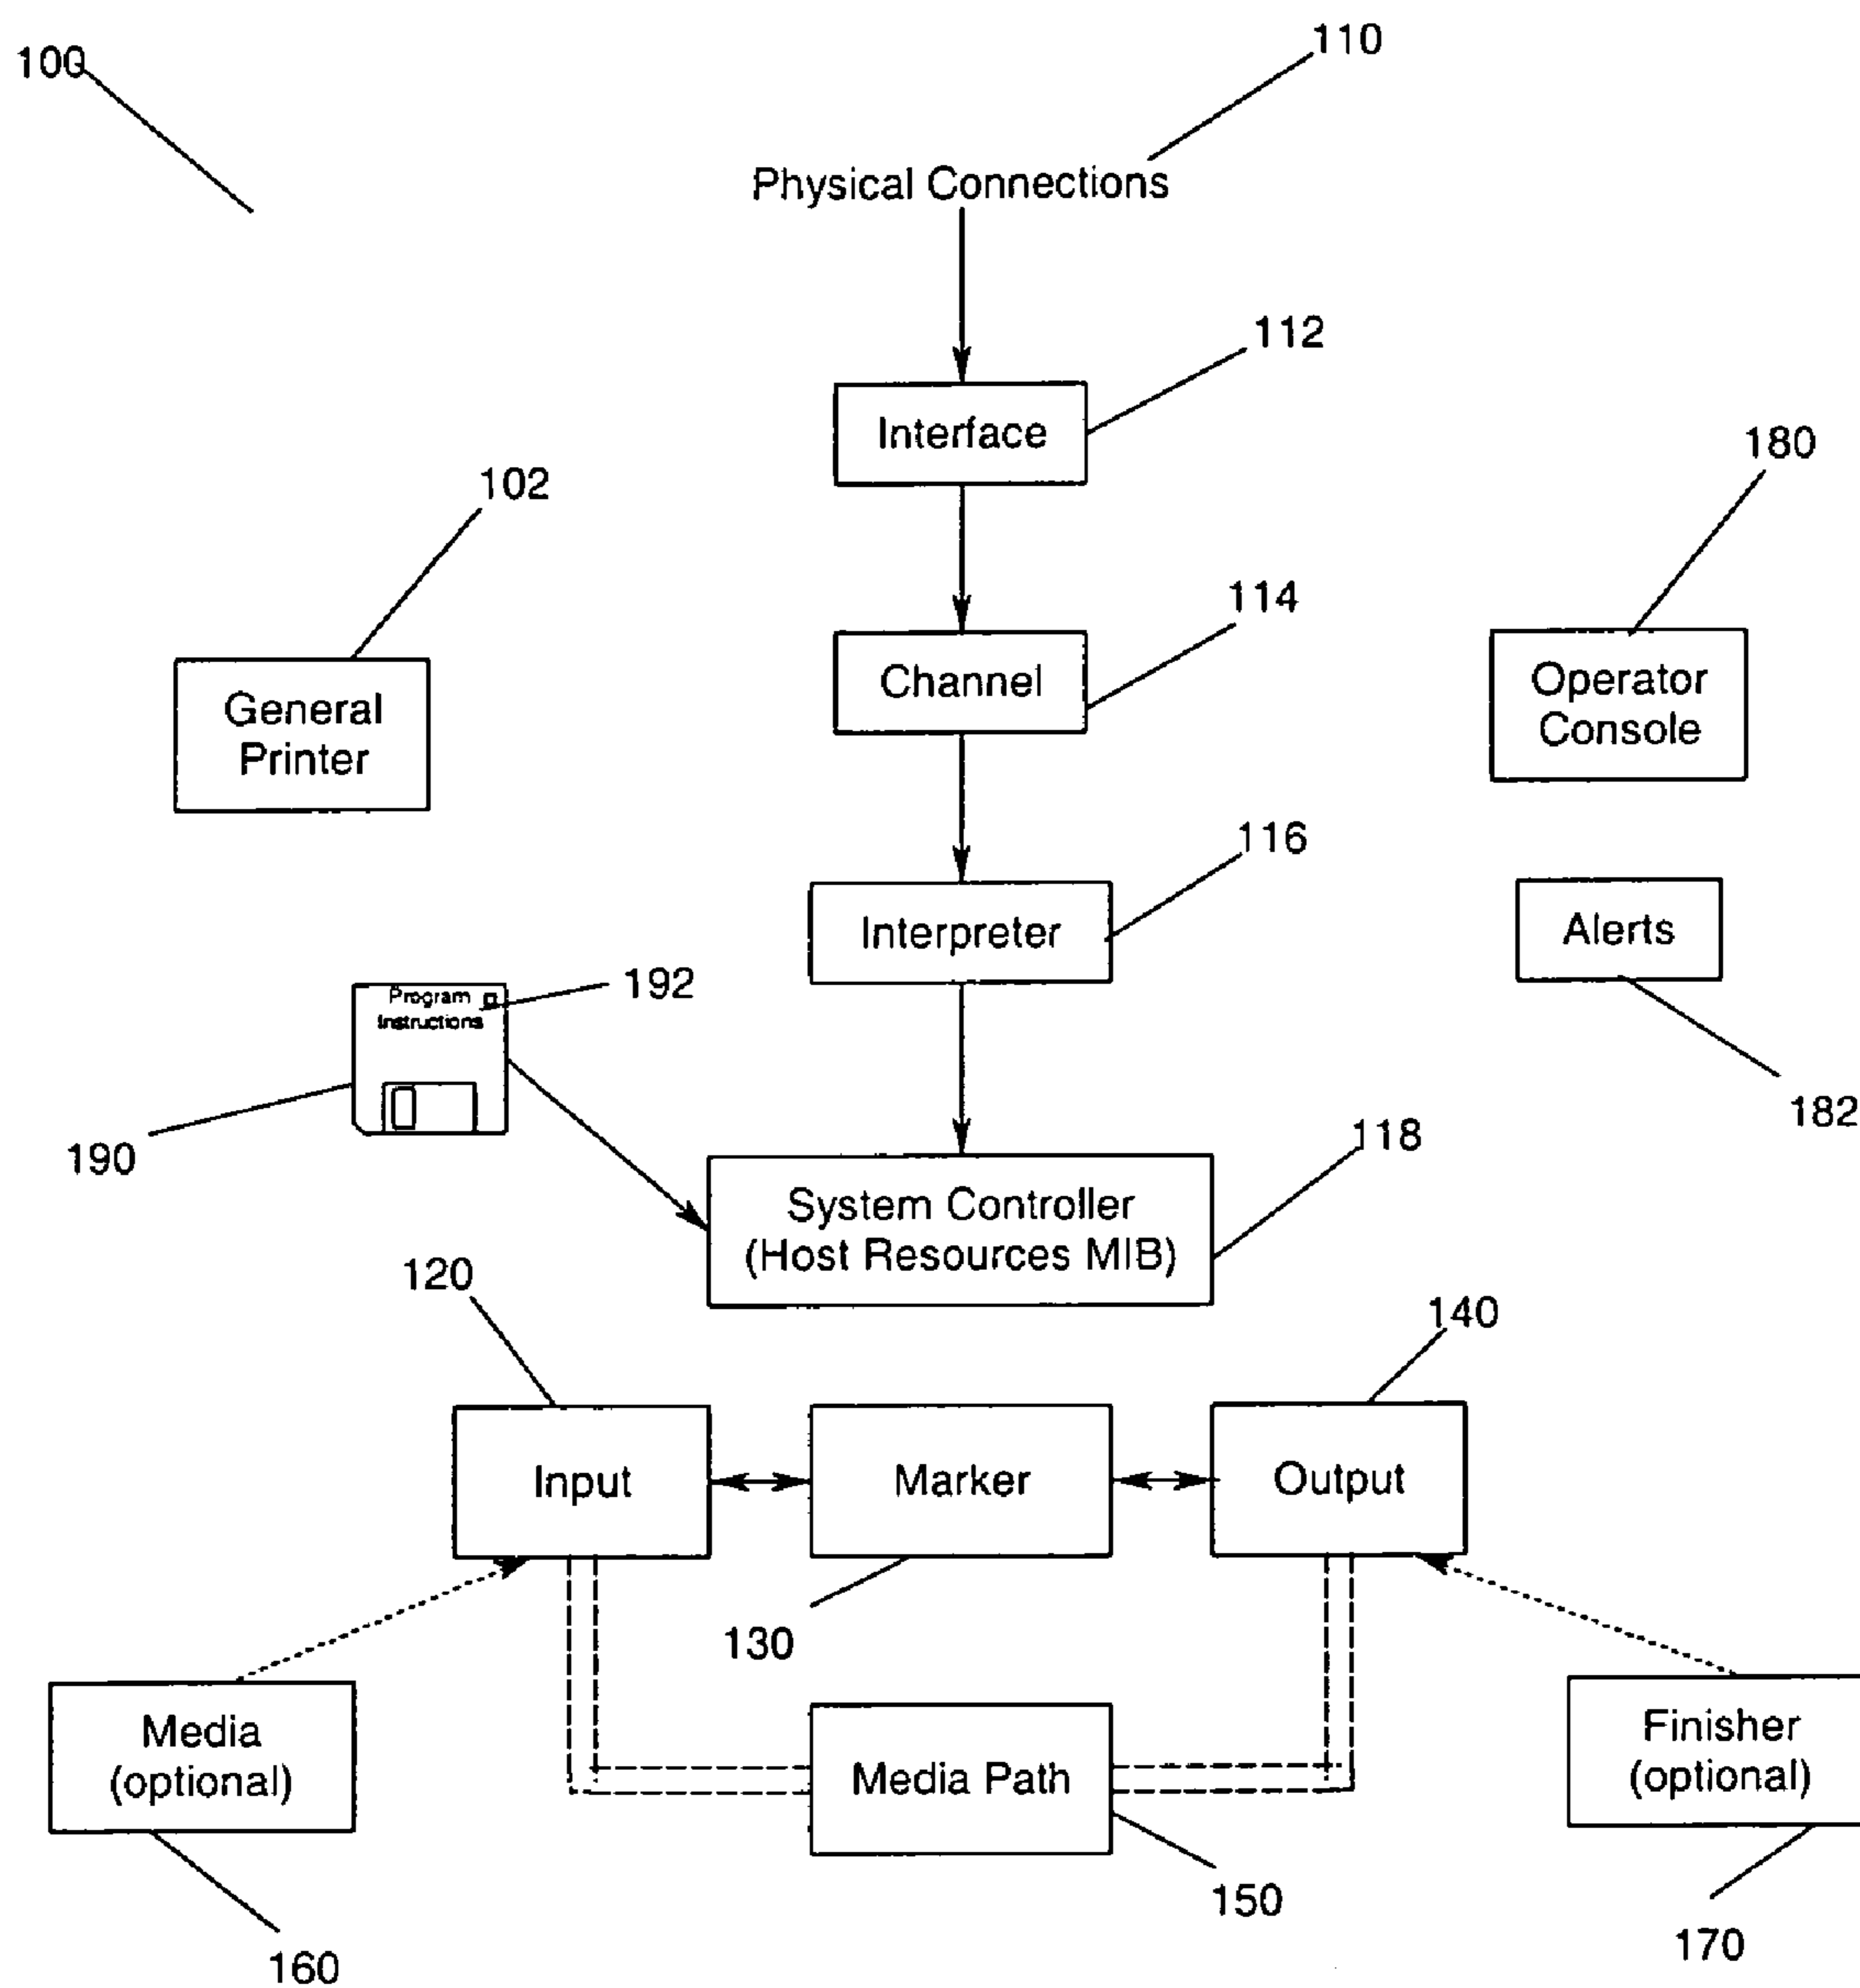 100
110
Physical Connections
112
Interface
180
102
114
Channel
Operator
Console
General
Printer
116
Interpreter
Alerts
192
Program
Instructions
182
190
118
System Controller
(Host Resources MIB)
120
140
Input
Marker
Output
130
Media
(optional)
Media Path
Finisher
(optional)
150
160
170